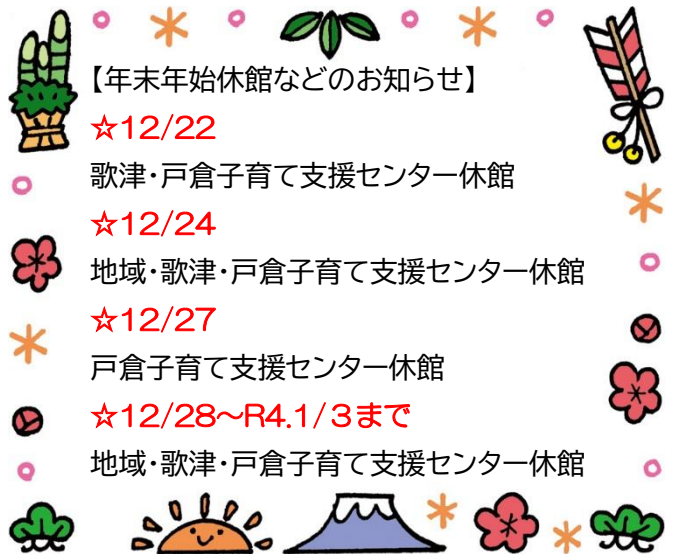 【年末年始休館などのお知らせ】
☆12/22
歌津・戸倉子育て支援センター休館
☆12/24
地域・歌津・戸倉子育て支援センター休館
☆12/27
戸倉子育て支援センター休館
☆12/28～R4.1/３まで
地域・歌津・戸倉子育て支援センター休館